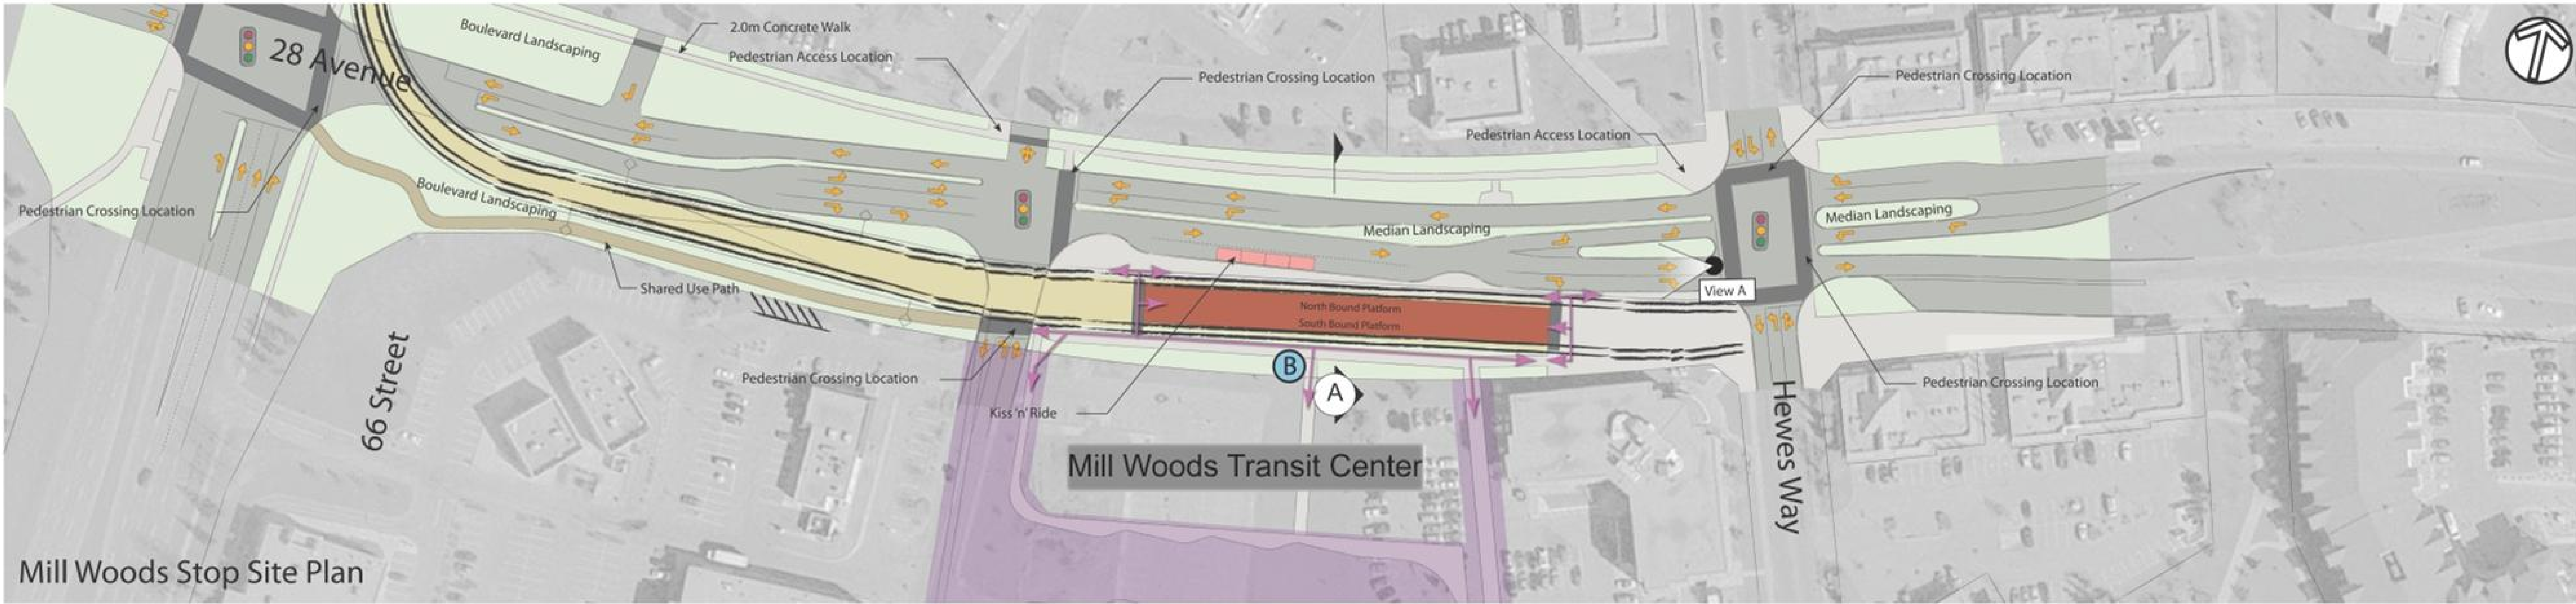 28 Avenue
Boulevard Landscaping
2.0m Concrete Walk
Pedestrian Access Location
Pedestrian Crossing Location
Pedestrian Access Location
Pedestrian Crossing Location
Pedestrian Crossing Location
Boulevard Landscaping
Median Landscaping
Median Landscaping
Shared Use Path
North Bound Platform
South Bound Platform
View A
66 Street
Pedestrian Crossing Location
Kiss 'n' Ride
B
A
Pedestrian Crossing Location
Hewes Way
Mill Woods Transit Center
Mill Woods Stop Site Plan